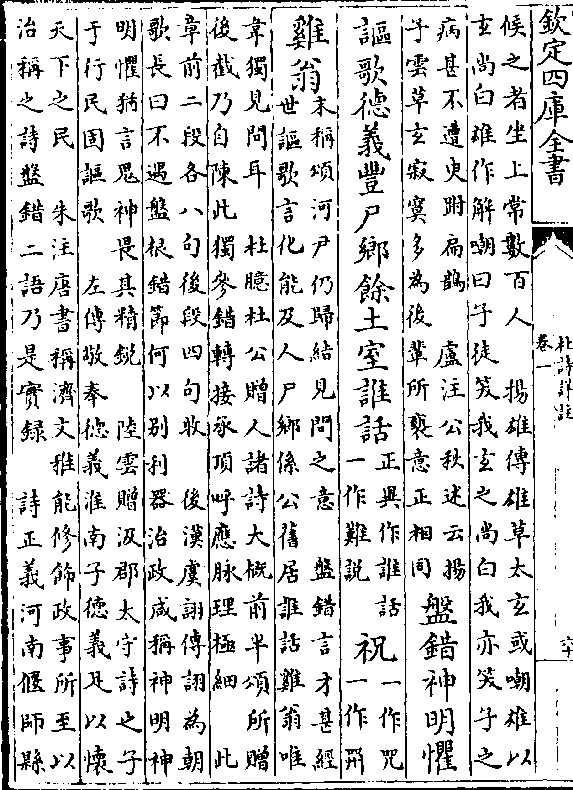 欽定四庫全書
杜詩詳註
卷一
六十
候之者坐上常數百人　揚雄傳雄草太玄或嘲雄以
玄尚白雄作解嘲曰子徒笑我玄之尚白我亦笑子之
病甚不遭臾跗扁鵲　盧注公秋述云揚
子雲草玄寂寞多為後輩所褻意正相同
盤錯神明懼
謳歌德義豐尸鄉餘土室誰話
正異作誰話
一作難說
祝
一作咒
一作𠕋
雞翁
末稱頌河尹仍歸結見問之意　盤錯言才甚經
世謳歌言化能及人尸鄉係公舊居誰話雞翁唯
韋獨見問耳　杜臆杜公贈人諸詩大概前半頌所贈
後截乃自陳此獨參錯轉接承頂呼應脉理極細　此
章前二段各八句後段四句收　後漢虞詡傳詡為朝
歌長曰不遇盤根錯節何以别利器治政咸稱神明神
明懼猶言鬼神畏其精銳　陸雲贈汲郡太守詩之子
于行民固謳歌　左傳敬奉德義淮南子德義足以懷
天下之民　朱注唐書稱濟文雅能修飾政事所至以
治稱之詩盤錯二語乃是實録　詩正義河南偃師縣